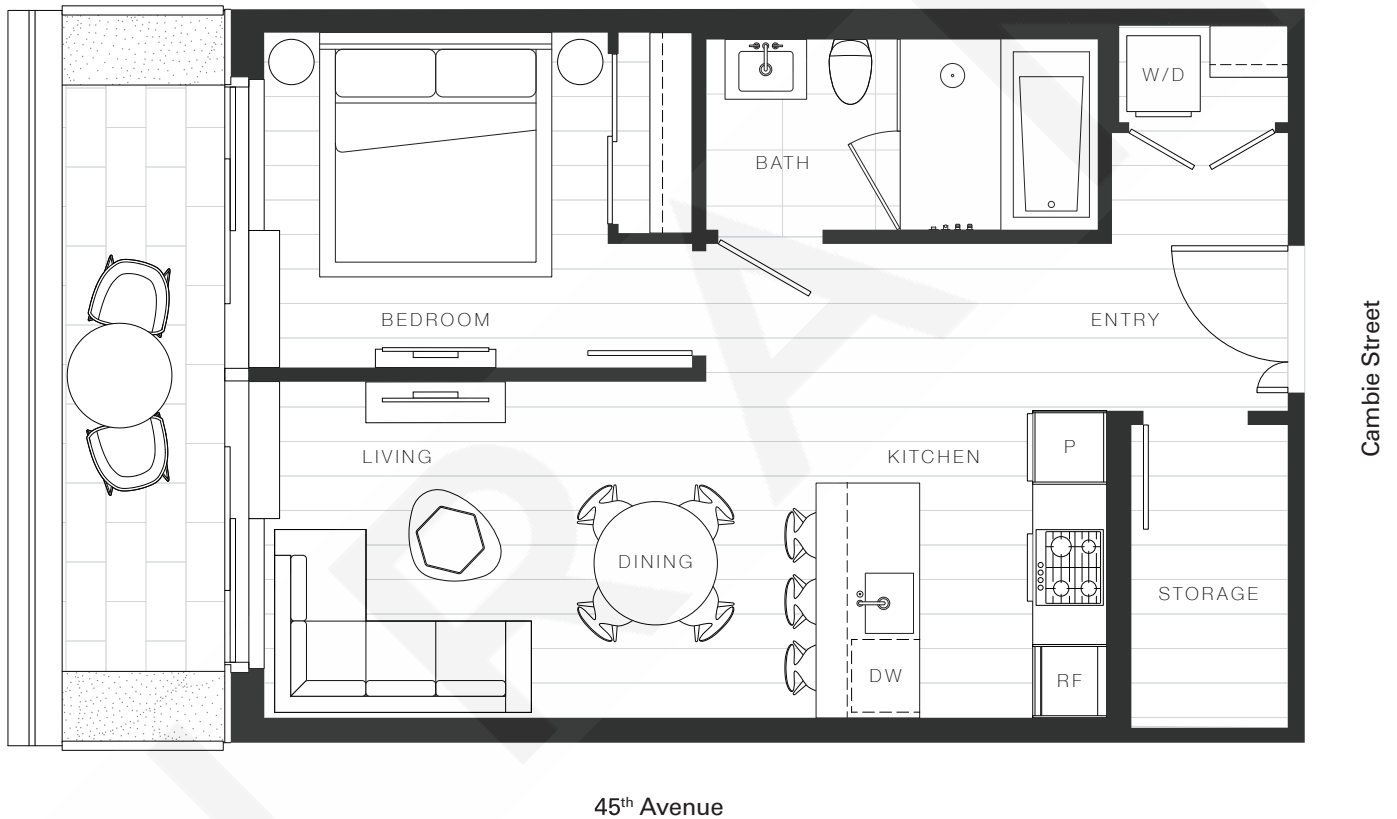 W/D
BATH
BEDROOM
ENTRY
Cambie Street
LIVING
KITCHEN
P
DINING
STORAGE
DW
RF
45th Avenue